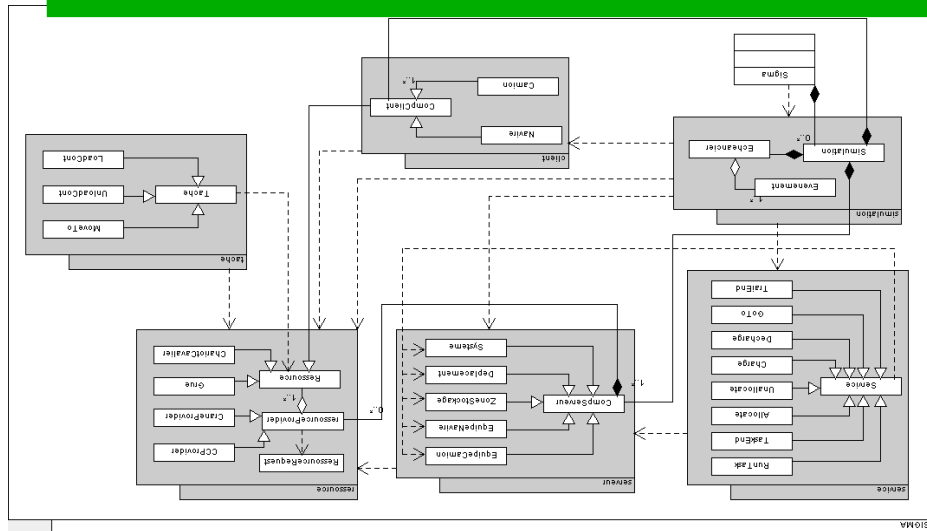 SIGMA
service
RunTask
TaskEnd
Allocate
Unallocate
Charge
Decharge
GoTo
TraiEnd
Service
serveur
EquipeCamion
EquipeNavire
ZoneStockage
Deplacement
Systeme
CompServeur
1..*
ressource
RessourceRequest
ressourceProvider
0..*
1..*
Ressource
CCProvider
CraneProvider
Grue
ChariotCavalier
simulation
Evenement
1..*
Simulation
Echeancier
0..*
Sigma
client
Navire
CompClient
1..*
Camion
tache
MoveTo
UnloadCont
LoadCont
Tache